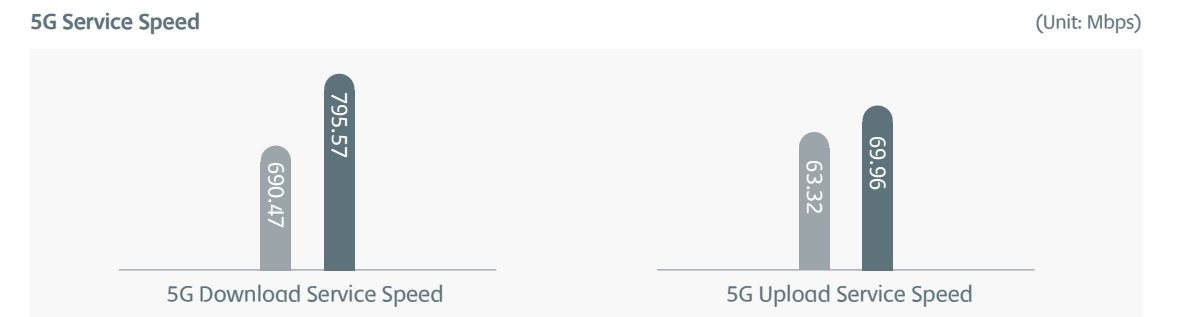 5G Service Speed
(Unit: Mbps)
690.47
795.57
5G Download Service Speed
63.32
69.96
5G Upload Service Speed